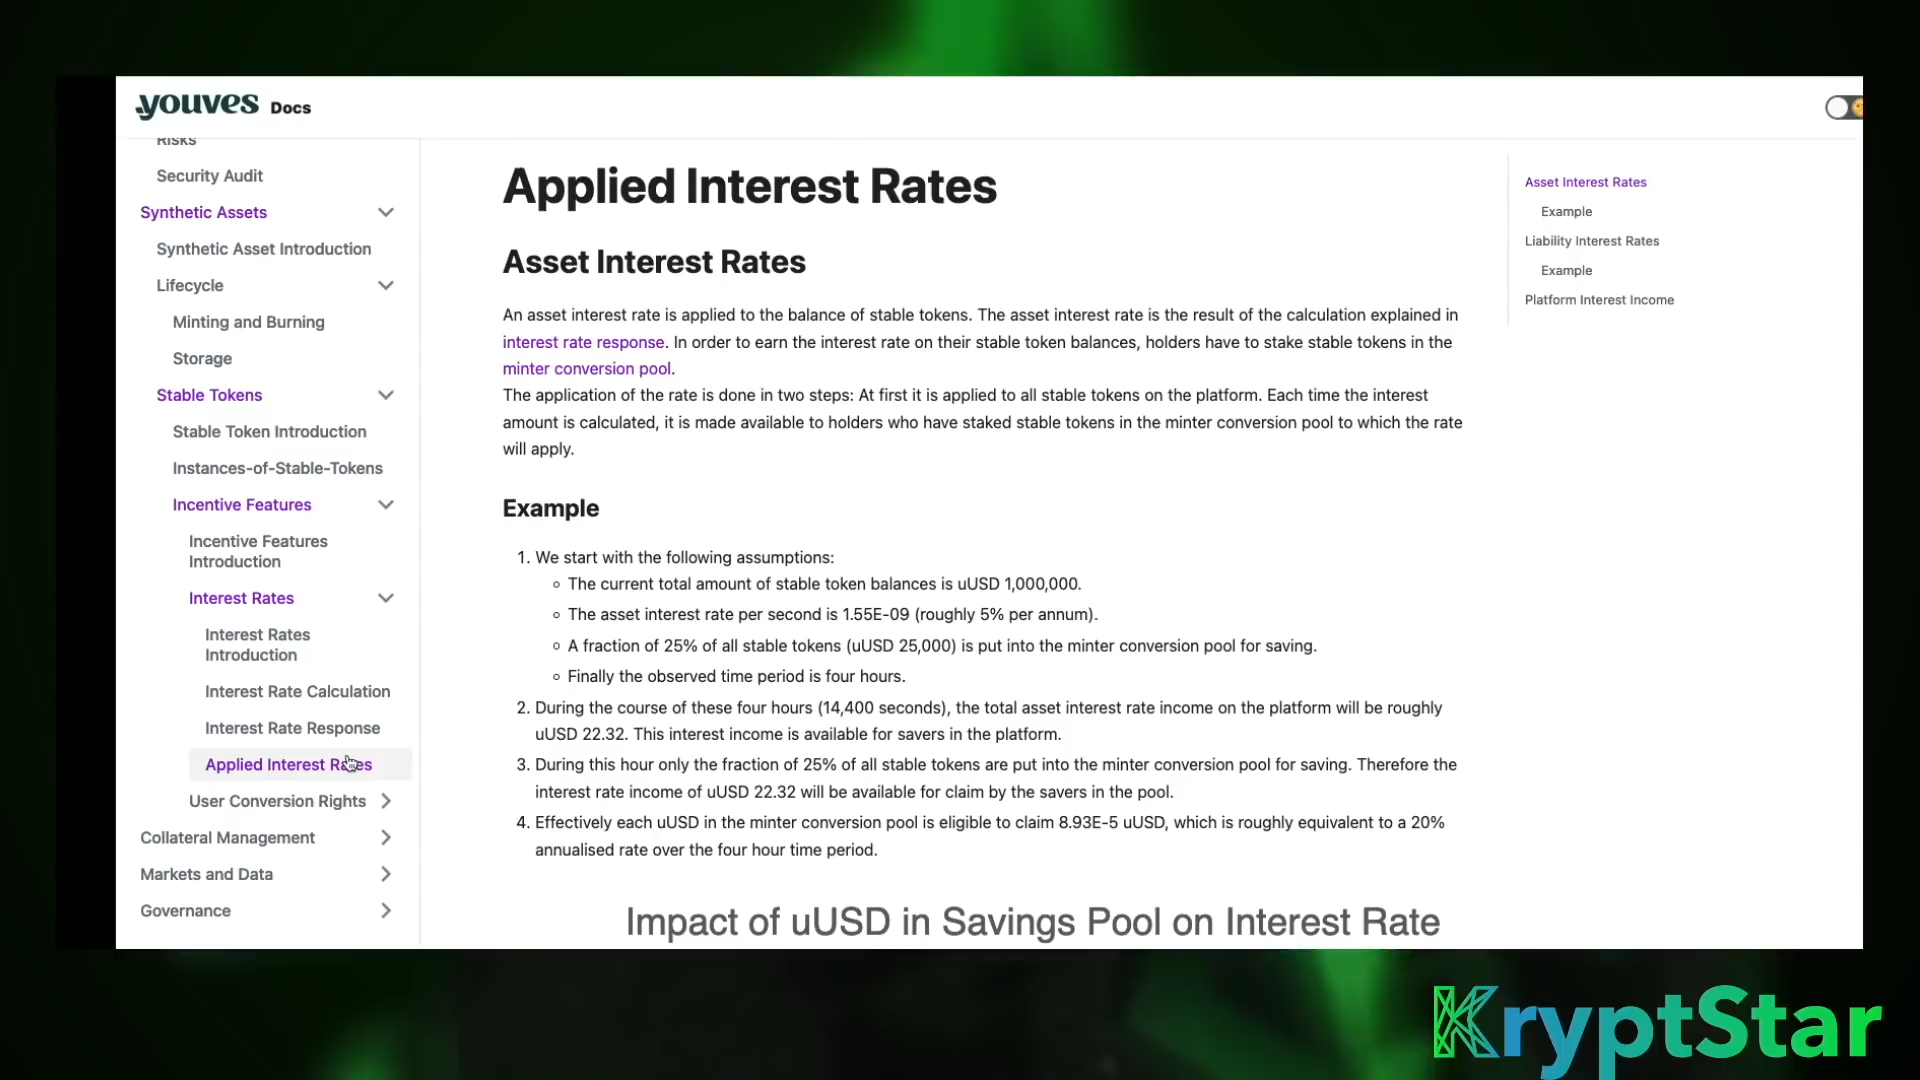 youves Docs
Risks
Security Audit
Synthetic Assets
Synthetic Asset Introduction
Lifecycle
Minting and Burning
Storage
Stable Tokens
Stable Token Introduction
Instances-of-Stable-Tokens
Incentive Features
Incentive Features
Introduction
Interest Rates
Interest Rates
Introduction
Interest Rate Calculation
Interest Rate Response
Applied Interest Rates
User Conversion Rights
Collateral Management
Markets and Data
Governance
Applied Interest Rates
Asset Interest Rates
An asset interest rate is applied to the balance of stable tokens. The asset interest rate is the result of the calculation explained in
interest rate response. In order to earn the interest rate on their stable token balances, holders have to stake stable tokens in the
minter conversion pool.
The application of the rate is done in two steps: At first it is applied to all stable tokens on the platform. Each time the interest
amount is calculated, it is made available to holders who have staked stable tokens in the minter conversion pool to which the rate
will apply.
Example
1. We start with the following assumptions:
The current total amount of stable token balances is uUSD 1,000,000.
The asset interest rate per second is 1.55E-09 (roughly 5% per annum).
A fraction of 25% of all stable tokens (uUSD 25,000) is put into the minter conversion pool for saving.
Finally the observed time period is four hours.
2. During the course of these four hours (14,400 seconds), the total asset interest rate income on the platform will be roughly
uUSD 22.32. This interest income is available for savers in the platform.
3. During this hour only the fraction of 25% of all stable tokens are put into the minter conversion pool for saving. Therefore the
interest rate income of uUSD 22.32 will be available for claim by the savers in the pool.
4. Effectively each uUSD in the minter conversion pool is eligible to claim 8.93E-5 uUSD, which is roughly equivalent to a 20%
annualised rate over the four hour time period.
Impact of uUSD in Savings Pool on Interest Rate
Asset Interest Rates
Example
Liability Interest Rates
Example
Platform Interest Income
KryptStar